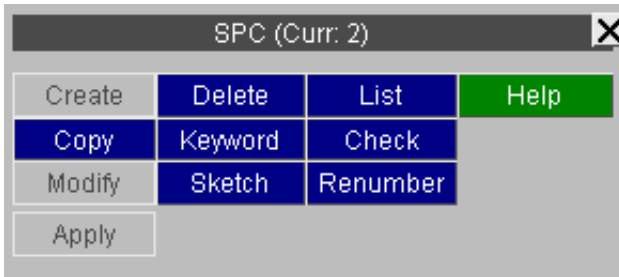 SPC (Curr: 2)
Create Delete List Help
Copy Keyword Check
Modify Sketch Renumber
Apply